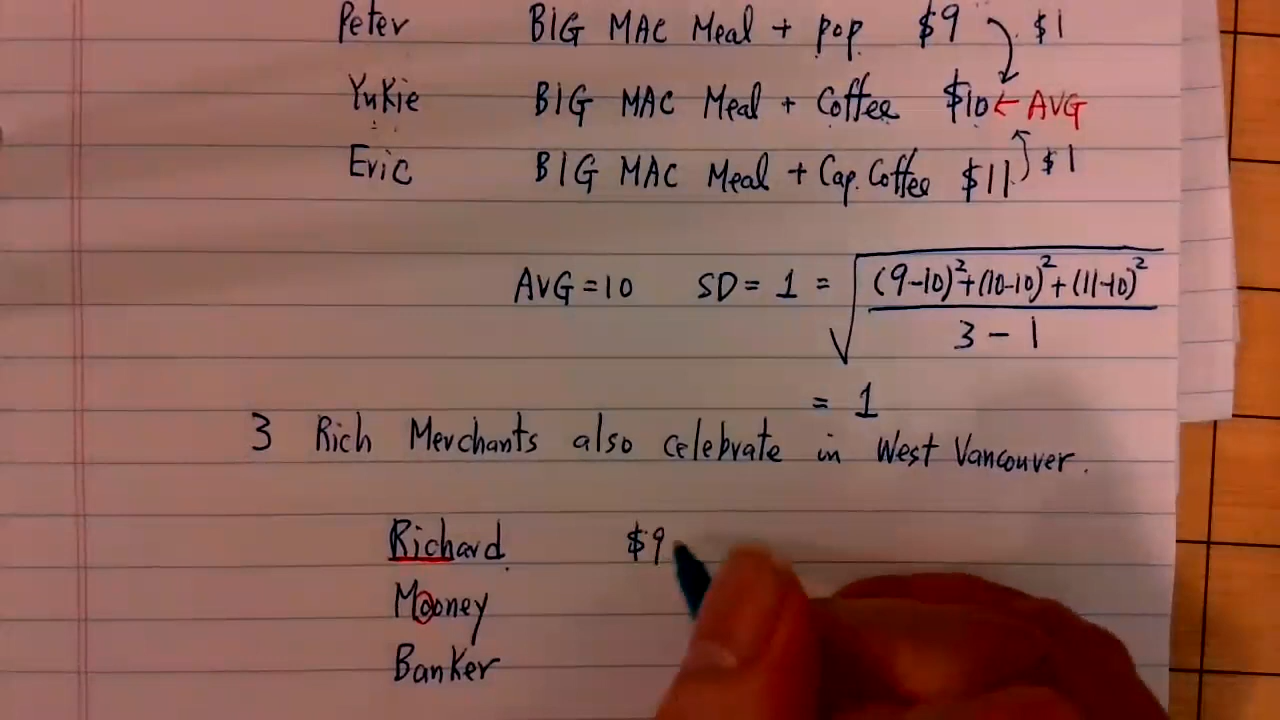 Peter BIG MAC Meal + pop $9 $1
Yukie BIG MAC Meal + Coffee $10 ← AVG
Eric BIG MAC Meal + Cap. Coffee $11 $1
AVG = 10 SD = 1 = √((9-10)²+(10-10)²+(11-10)²
3 - 1
= 1
3 Rich Merchants also celebrate in West Vancouver.
Richard $9
Mooney
Banker